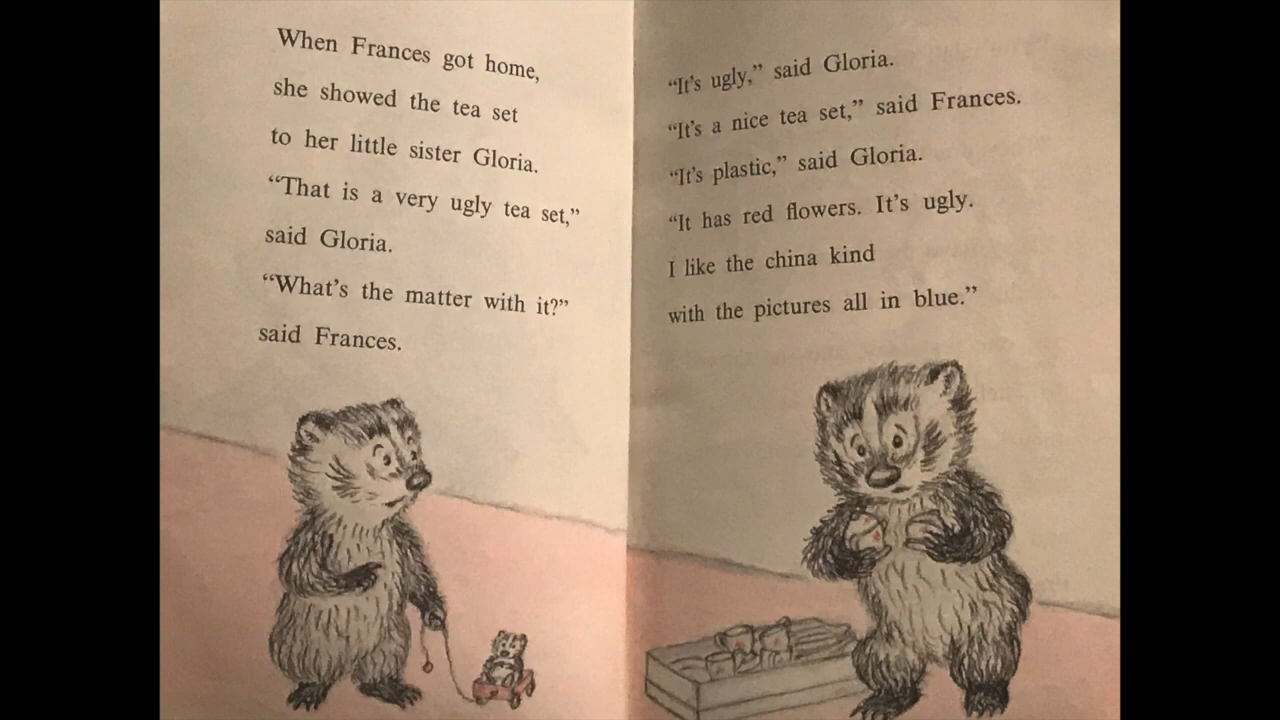 When Frances got home,
she showed the tea set
to her little sister Gloria.
“That is a very ugly tea set,”
said Gloria.
“What’s the matter with it?”
said Frances.
“It’s ugly,” said Gloria.
“It’s a nice tea set,” said Frances.
“It’s plastic,” said Gloria.
“It has red flowers. It’s ugly.
I like the china kind
with the pictures all in blue.”